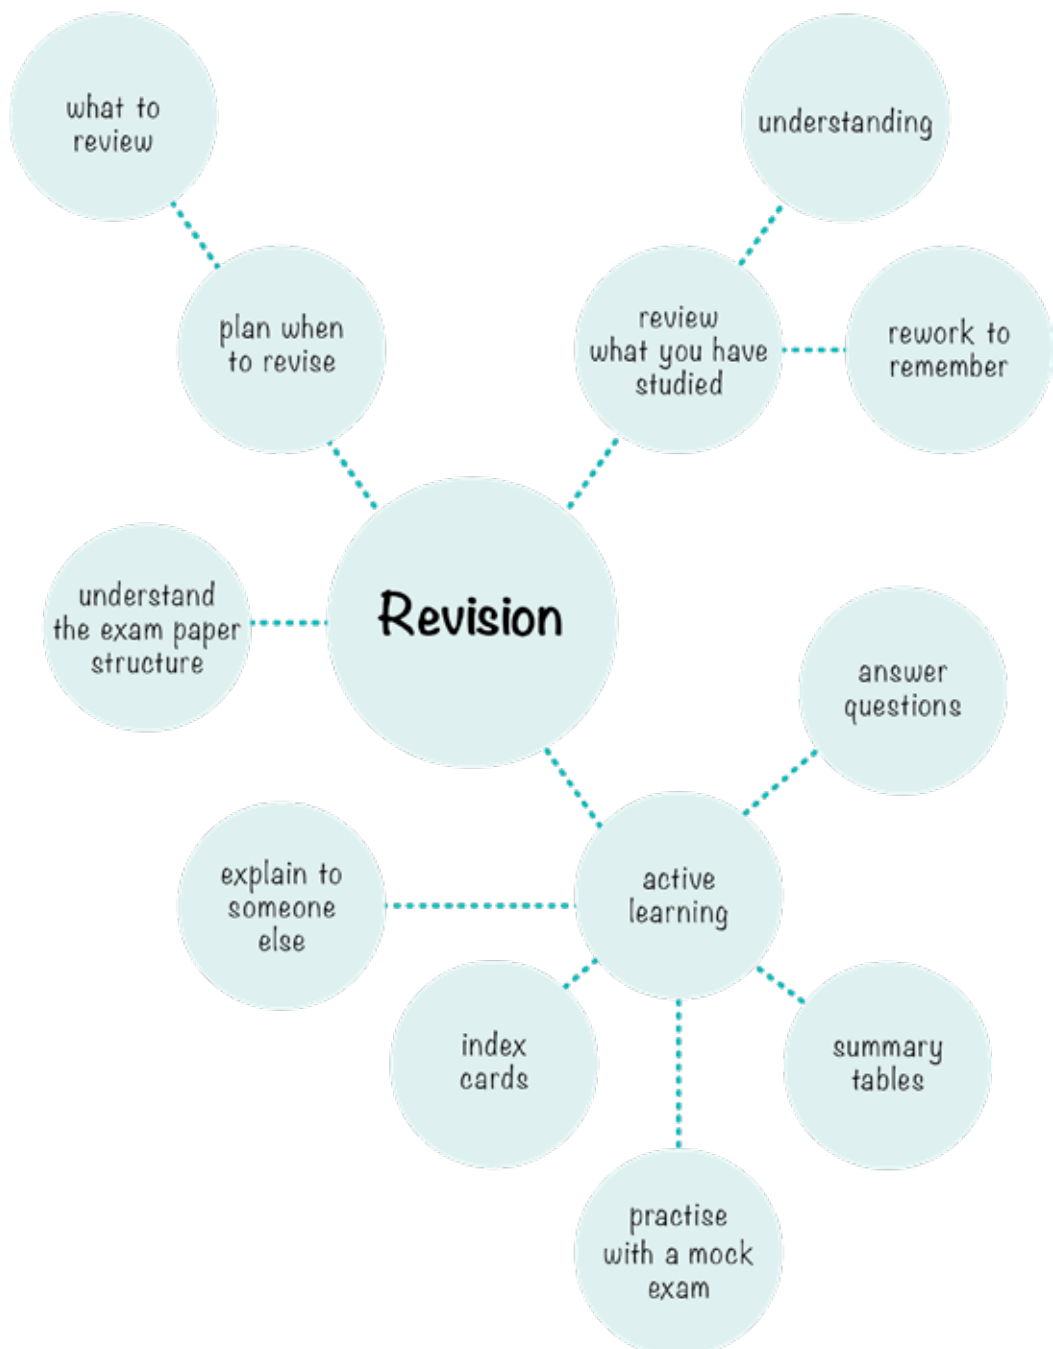 what to
review
understanding
plan when
to revise
review
what you have
studied
rework to
remember
understand
the exam paper
structure
Revision
answer
questions
explain to
someone
else
active
learning
index
cards
summary
tables
practise
with a mock
exam